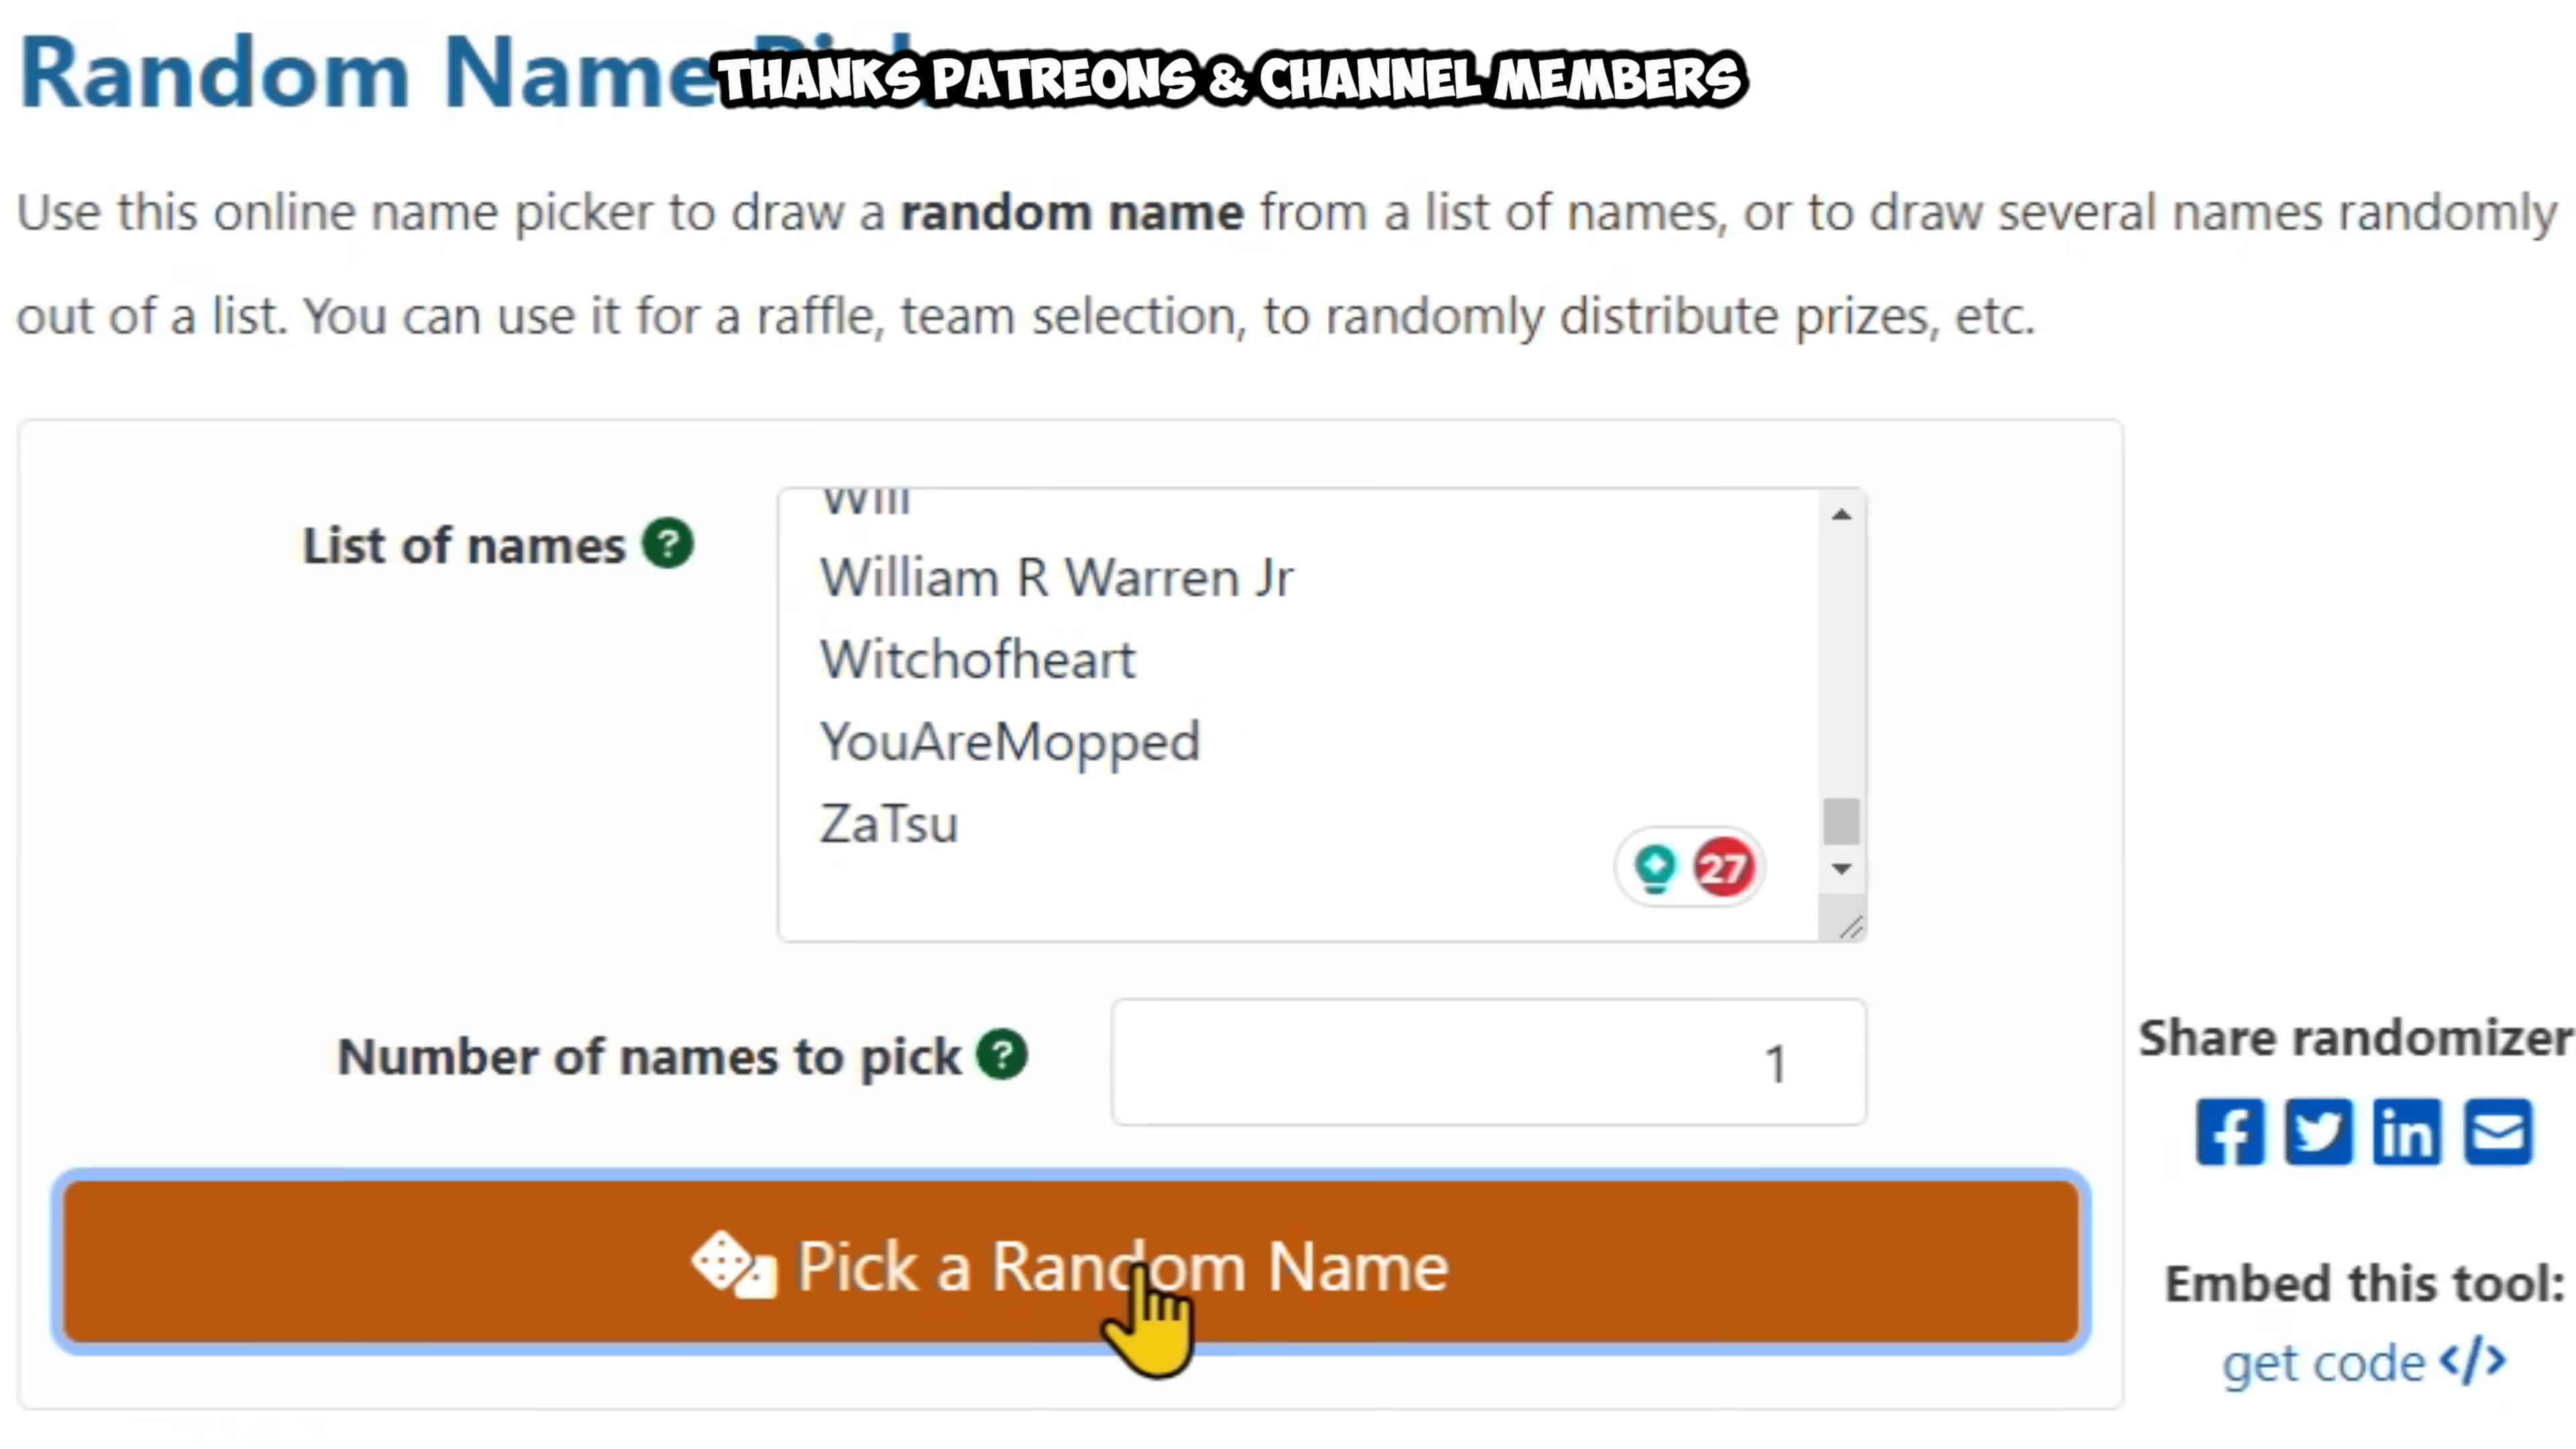 Random Name
THANKS PATREONS & CHANNEL MEMBERS
Use this online name picker to draw a random name from a list of names, or to draw several names randomly
out of a list. You can use it for a raffle, team selection, to randomly distribute prizes, etc.
List of names ?
Will
William R Warren Jr
Witchofheart
YouAreMopped
ZaTsu
27
Number of names to pick ?
1
Share randomizer
Pick a Random Name
Embed this tool:
get code </>